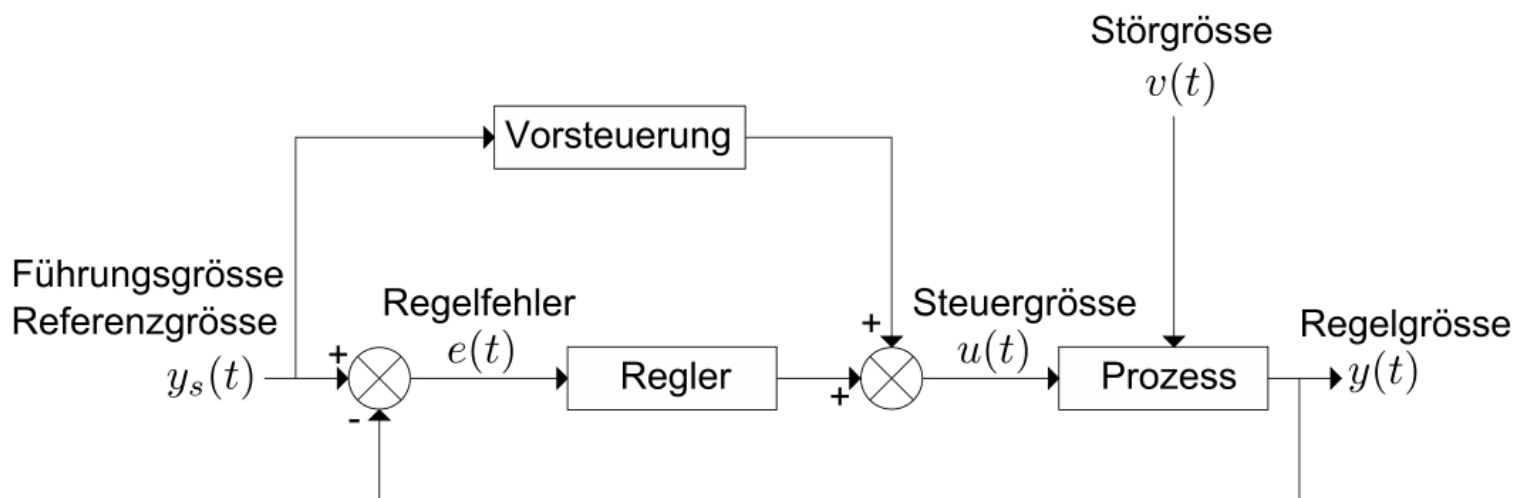 Störgrösse
v(t)
Vorsteuerung
Führungsgrösse
Referenzgrösse
y_s(t)
+
-
Regelfehler
e(t)
Regler
+
+
Steuergrösse
u(t)
Prozess
Regelgrösse
y(t)